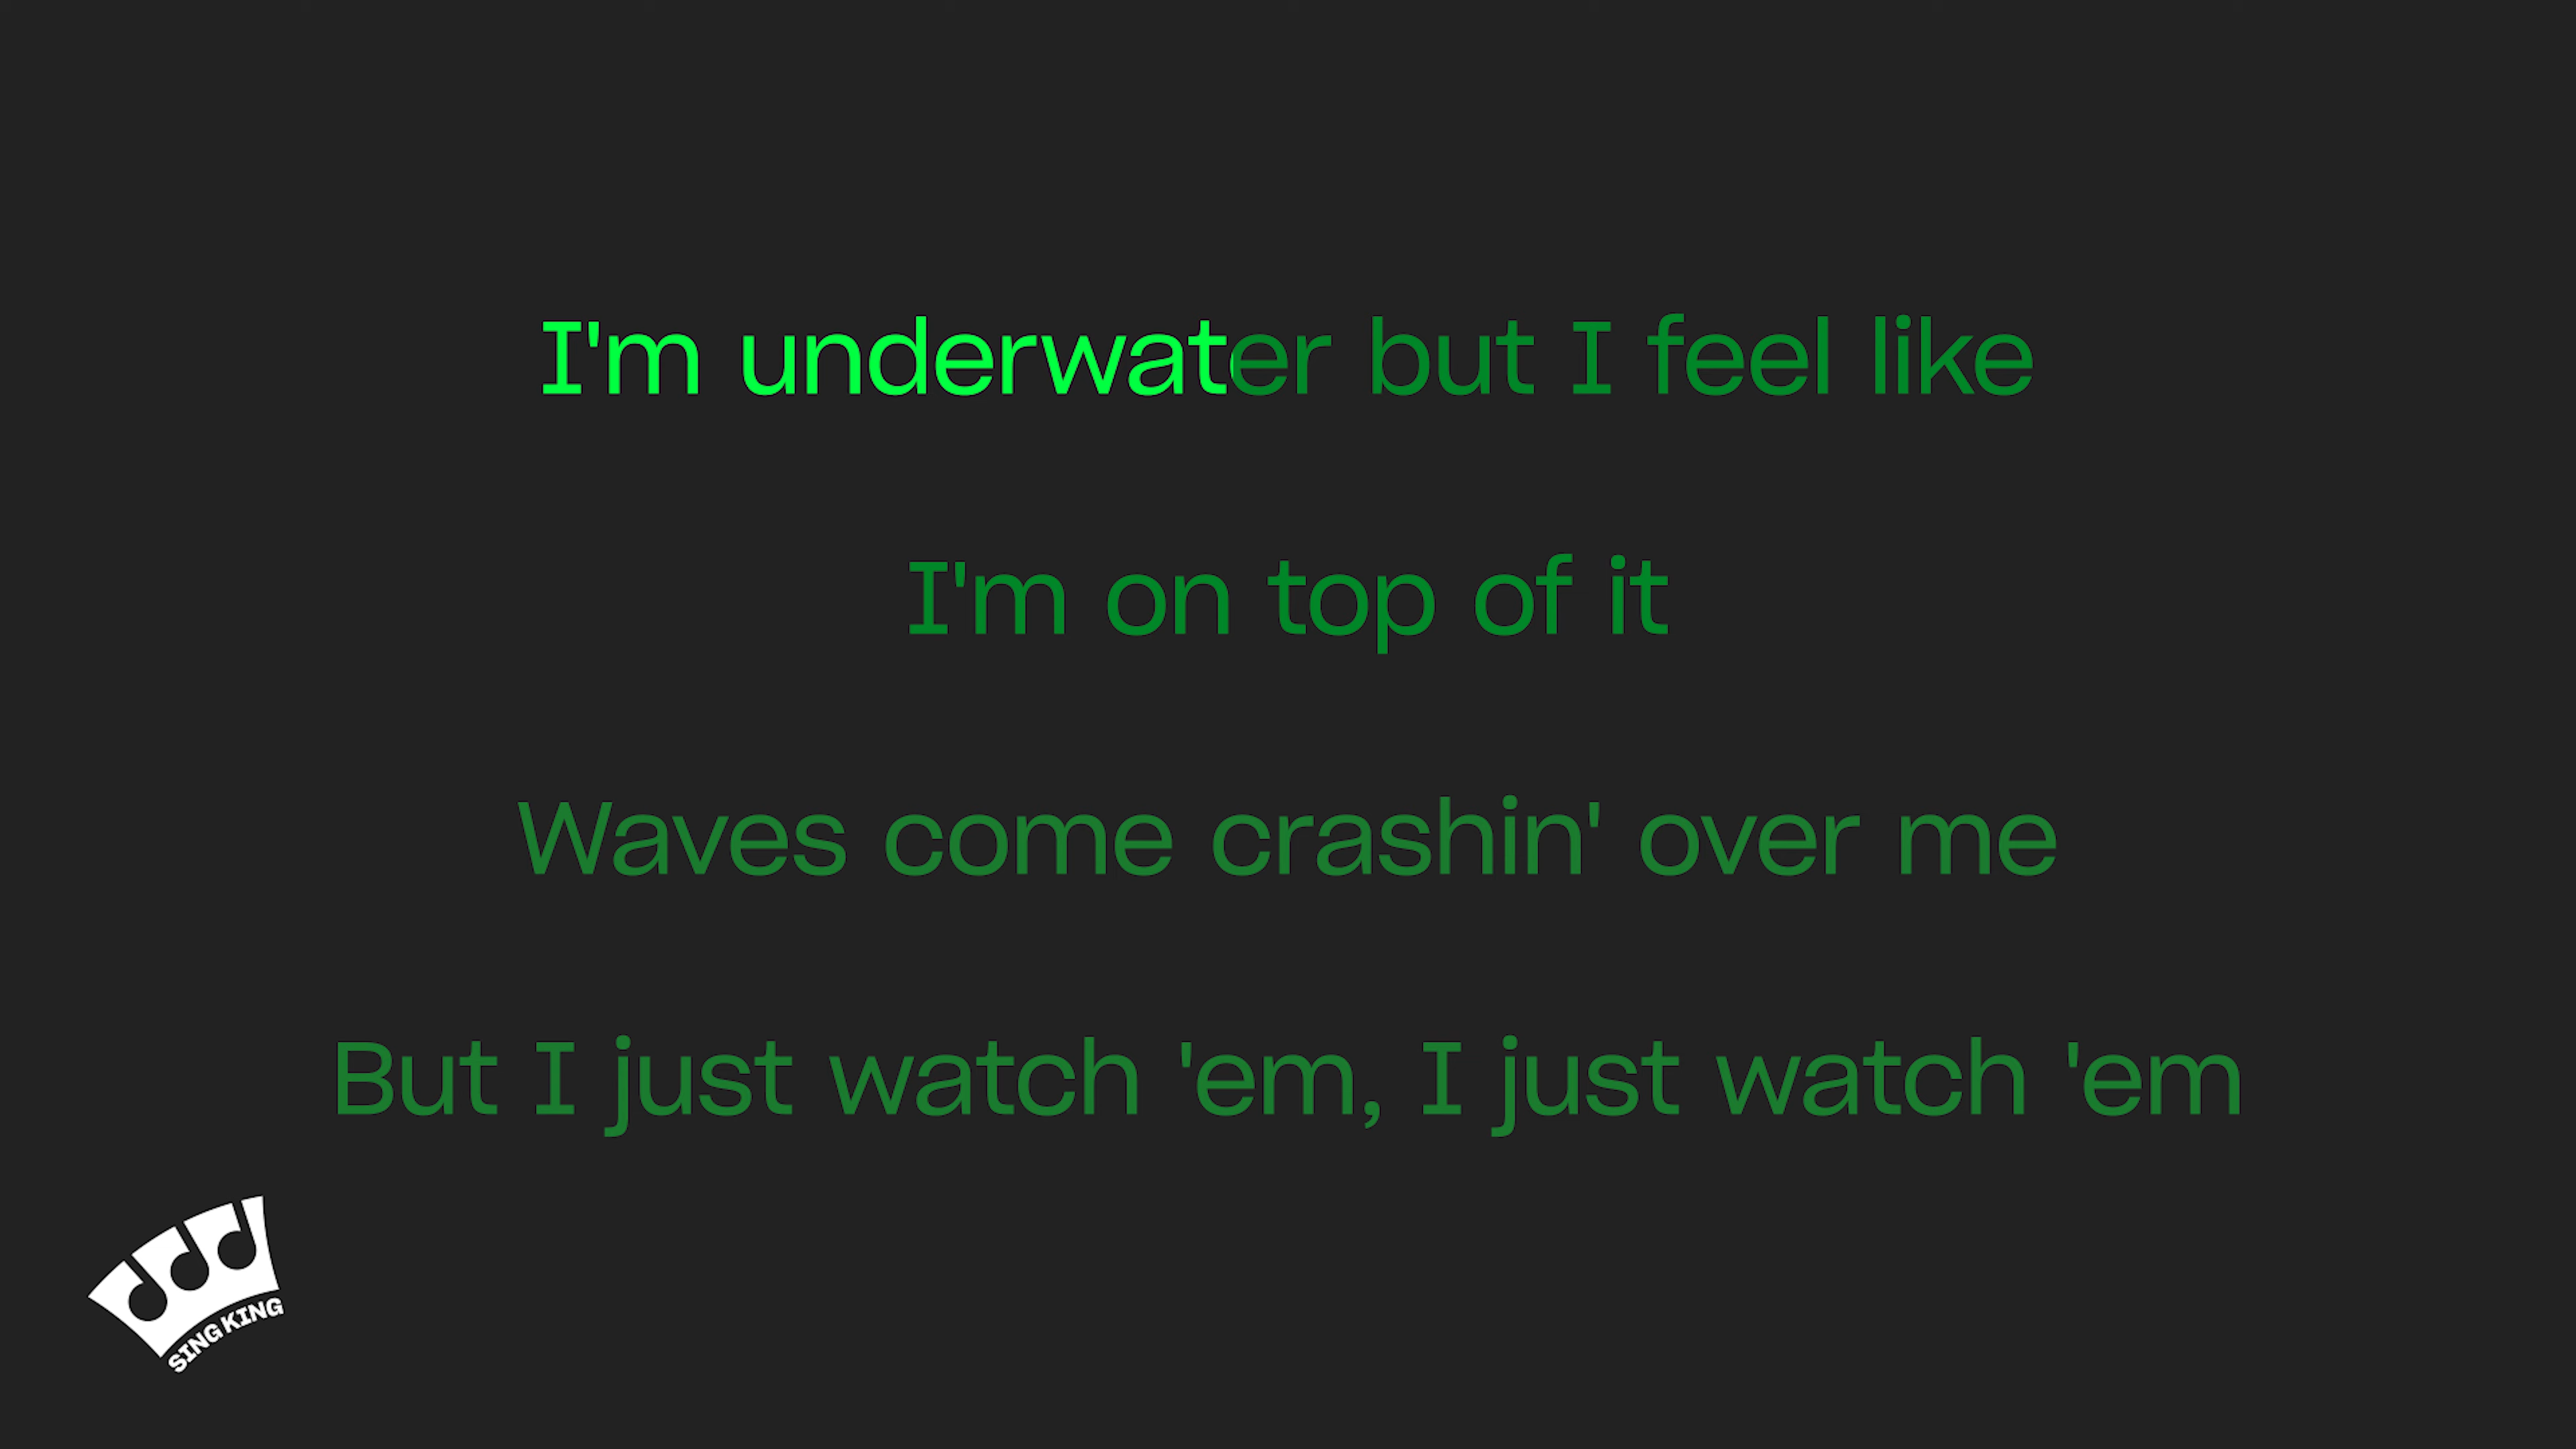 I'm underwater but I feel like
I'm on top of it
Waves come crashin' over me
But I just watch 'em, I just watch 'em
SING KING